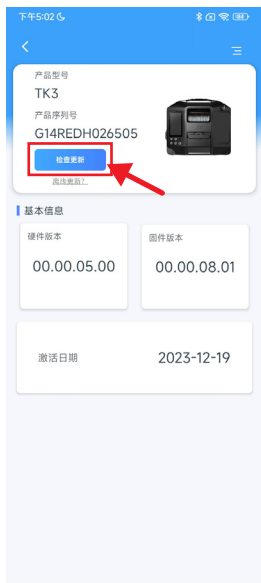 下午5:02
产品型号
TK3
产品序列号
G14REDH026505
检查更新
离线更新？
基本信息
硬件版本
00.00.05.00
固件版本
00.00.08.01
激活日期
2023-12-19